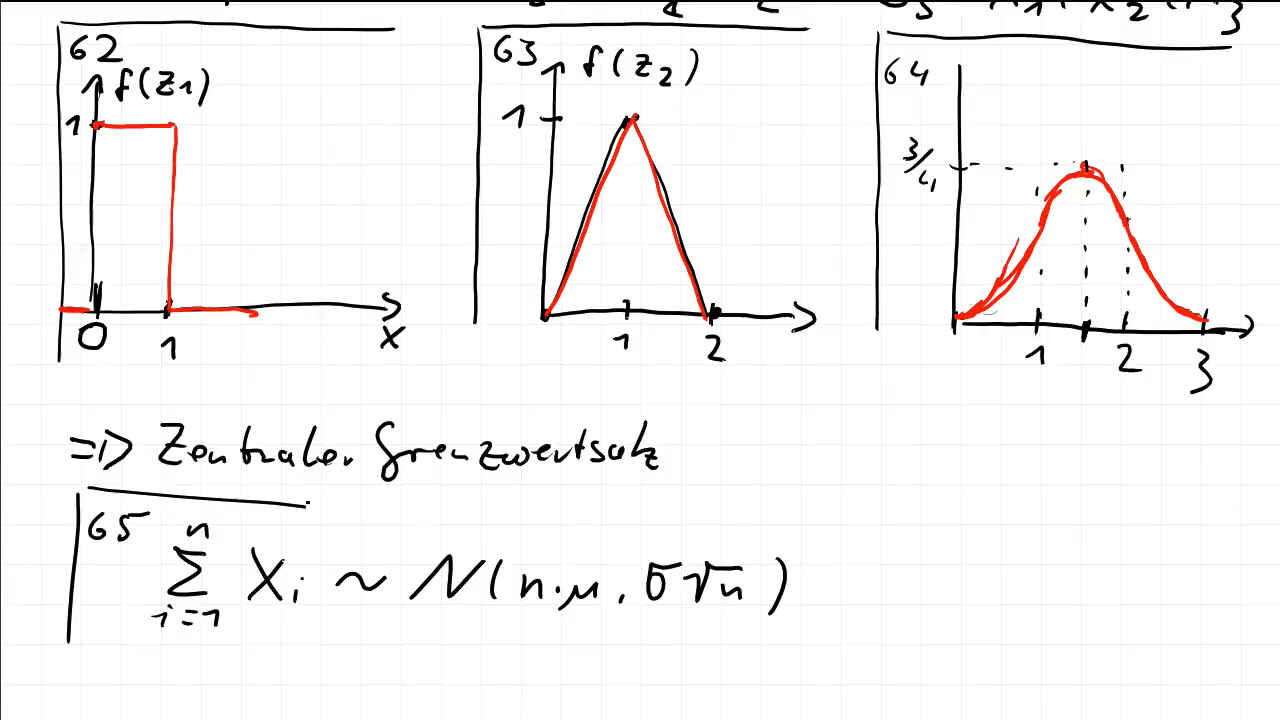 62
f(z1)
1
0
1
x
63
f(z2)
1
1
2
64
3/4
1
2
3
=> Zentraler Grenzwertsatz
65
n
∑ Xi ~ N(n·μ, σ√n)
i=1